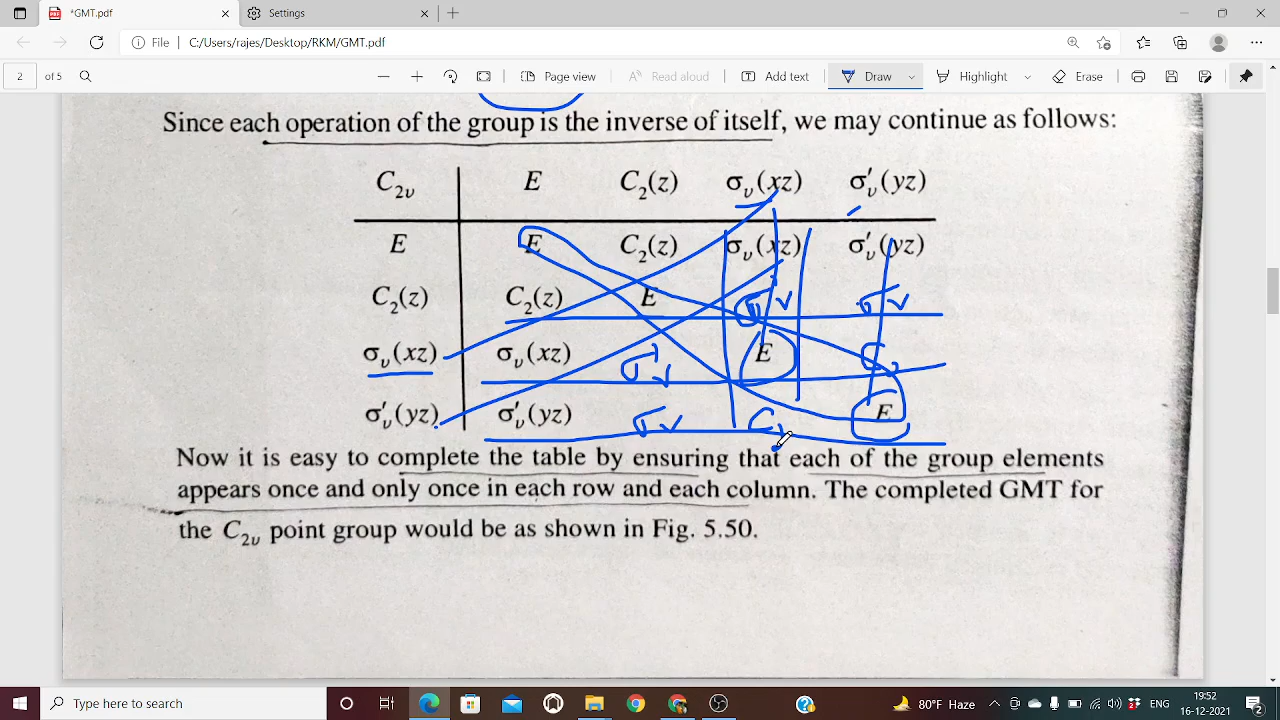 *GMT.pdf Settings
File C:/Users/rajes/Desktop/RKM/GMT.pdf
2 of 5 Page view Read aloud Add text Draw Highlight Erase
Since each operation of the group is the inverse of itself, we may continue as follows:
C₂ᵥ E C₂(z) σᵥ(xz) σ′ᵥ(yz)
E E C₂(z) σᵥ(xz) σ′ᵥ(yz)
C₂(z) C₂(z) E σ′v σv
σᵥ(xz) σᵥ(xz) σ′v E C₂
σ′ᵥ(yz) σ′ᵥ(yz) σv C₂ E
Now it is easy to complete the table by ensuring that each of the group elements
appears once and only once in each row and each column. The completed GMT for
the C₂ᵥ point group would be as shown in Fig. 5.50.
Type here to search 80°F Haze ENG 19:52
16-12-2021